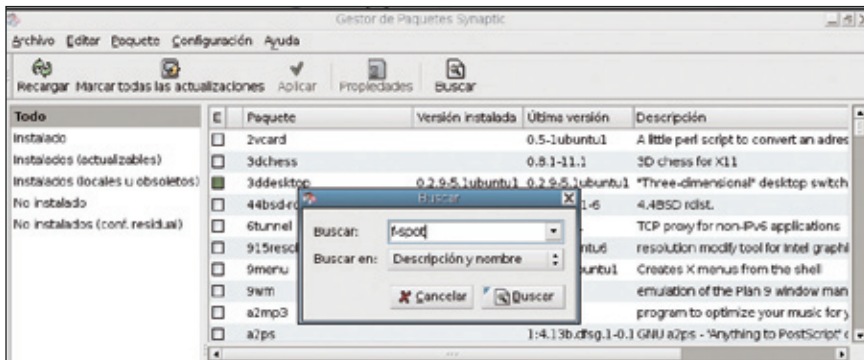 Gestor de Paquetes Synaptic
Archivo Editar Paquete Configuración Ayuda
Recargar Marcar todas las actualizaciones Aplicar Propiedades Buscar
Todo
Instalado
Instalados (actualizables)
Instalados (locales u obsoletos)
No instalado
No instalados (conf. residual)
E Paquete Versión instalada Última versión Descripción
2vcard 0.5-1ubuntu1 A little perl script to convert an adres
3dchess 0.8.1-11.1 3D chess for X11
3ddesktop 0.2.9-5.1ubuntu1 0.2.9-5.1ubuntu1 "Three-dimensional" desktop switch
44bsd-r 1-6 4.4BSD rdist.
6tunnel TCP proxy for non-IPv6 applications
915resol ntu6 resolution modify tool for Intel graphi
9menu untu1 Creates X menus from the shell
9wm emulation of the Plan 9 window man
a2mp3 program to optimize your music for y
a2ps 1:4.13b.dfsg.1-0.1 GNU a2ps - 'Anything to PostScript' c
Buscar
Buscar: f-spot
Buscar en: Descripción y nombre
Cancelar Buscar